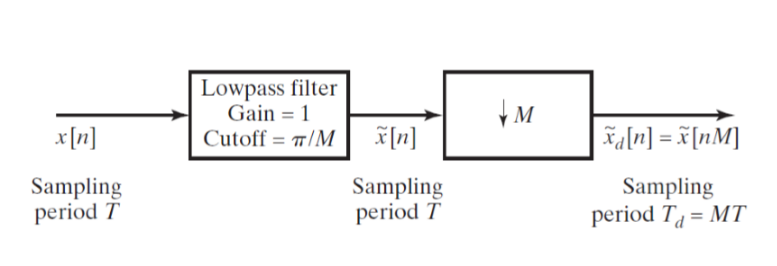 Lowpass filter
Gain = 1
Cutoff = π/M
↓M
x[n]
x̃[n]
x̃d[n] = x̃[nM]
Sampling
period T
Sampling
period T
Sampling
period Td = MT